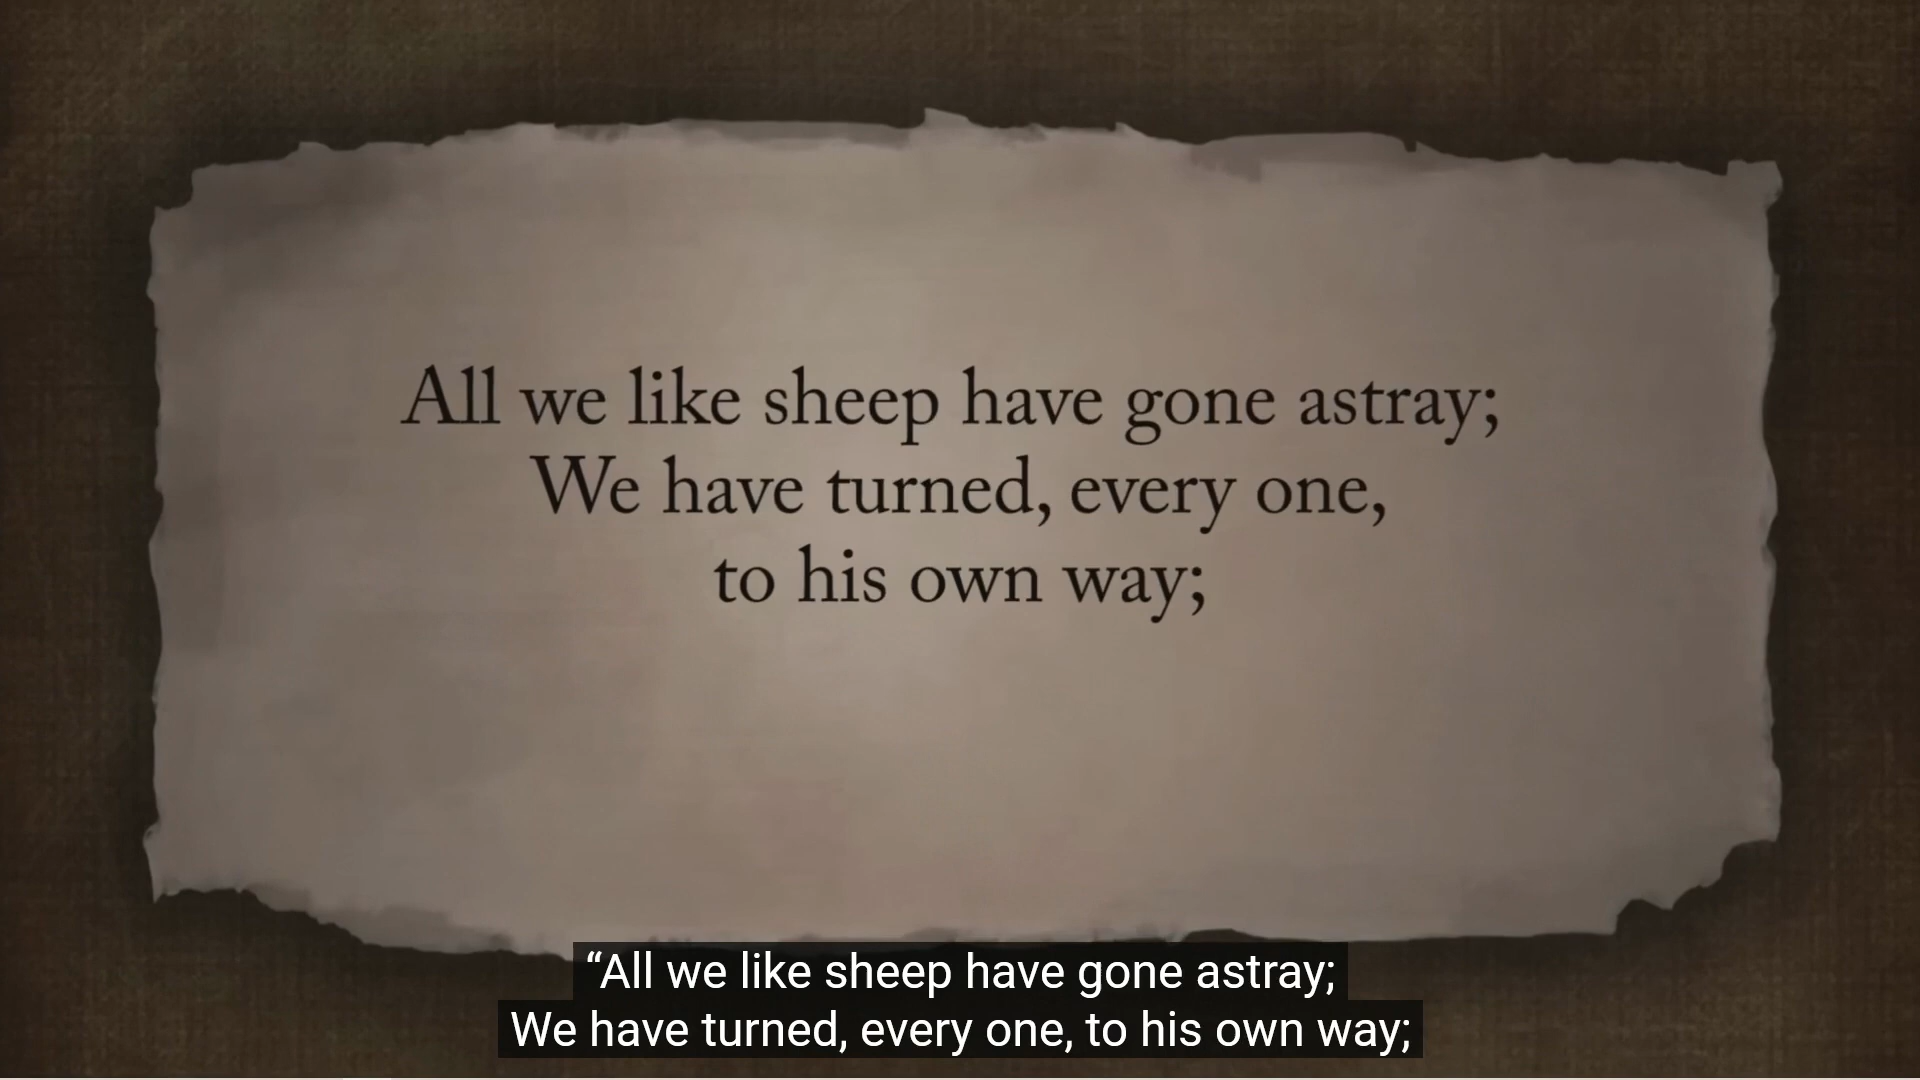 All we like sheep have gone astray;
We have turned, every one,
to his own way;
“All we like sheep have gone astray;
We have turned, every one, to his own way;